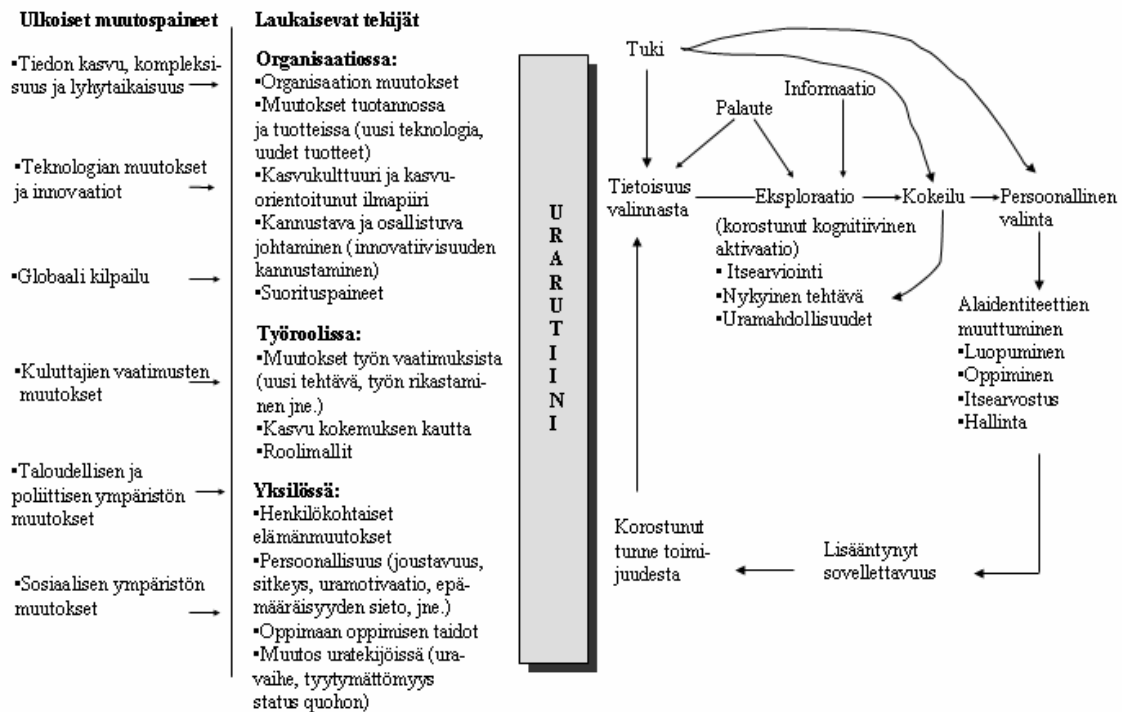 Ulkoiset muutospaineet
▪Tiedon kasvu, kompleksi-
suus ja lyhytaikaisuus
▪Teknologian muutokset
ja innovaatiot
▪Globaali kilpailu
▪Kuluttajien vaatimusten
muutokset
▪Taloudellisen ja
poliittisen ympäristön
muutokset
▪Sosiaalisen ympäristön
muutokset
Laukaisevat tekijät
Organisaatiossa:
▪Organisaation muutokset
▪Muutokset tuotannossa
ja tuotteissa (uusi teknologia,
uudet tuotteet)
▪Kasvukulttuuri ja kasvu-
orientoitunut ilmapiiri
▪Kannustava ja osallistuva
johtaminen (innovatiivisuuden
kannustaminen)
▪Suorituspaineet
Työroolissa:
▪Muutokset työn vaatimuksista
(uusi tehtävä, työn rikastami-
nen jne.)
▪Kasvu kokemuksen kautta
▪Roolimallit
Yksilössä:
▪Henkilökohtaiset
elämänmuutokset
▪Persoonallisuus (joustavuus,
sitkeys, uramotivaatio, epä-
määräisyyden sieto, jne.)
▪Oppimaan oppimisen taidot
▪Muutos uratekijöissä (ura-
vaihe, tyytymättömyys
status quohon)
U
R
A
R
U
T
I
I
N
I
Tuki
Informaatio
Palaute
Tietoisuus
valinnasta
Eksploraatio
(korostunut kognitiivinen
aktivaatio)
▪ Itsearviointi
▪Nykyinen tehtävä
▪Uramahdollisuudet
Kokeilu
Persoonallinen
valinta
Alaidentiteettien
muuttuminen
▪Luopuminen
▪Oppiminen
▪Itsearvostus
▪Hallinta
Lisääntynyt
sovellettavuus
Korostunut
tunne toimi-
juudesta